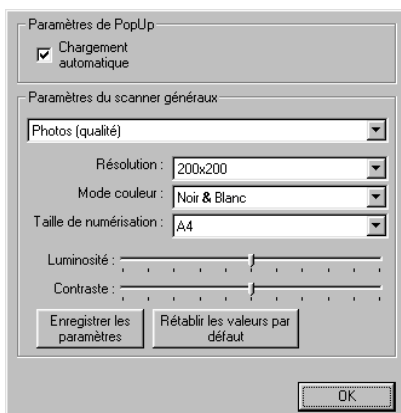 Paramètres de PopUp
Chargement
automatique
Paramètres du scanner généraux
Photos (qualité)
Résolution : 200x200
Mode couleur : Noir & Blanc
Taille de numérisation : A4
Luminosité :
Contraste :
Enregistrer les
paramètres
Rétablir les valeurs par
défaut
OK